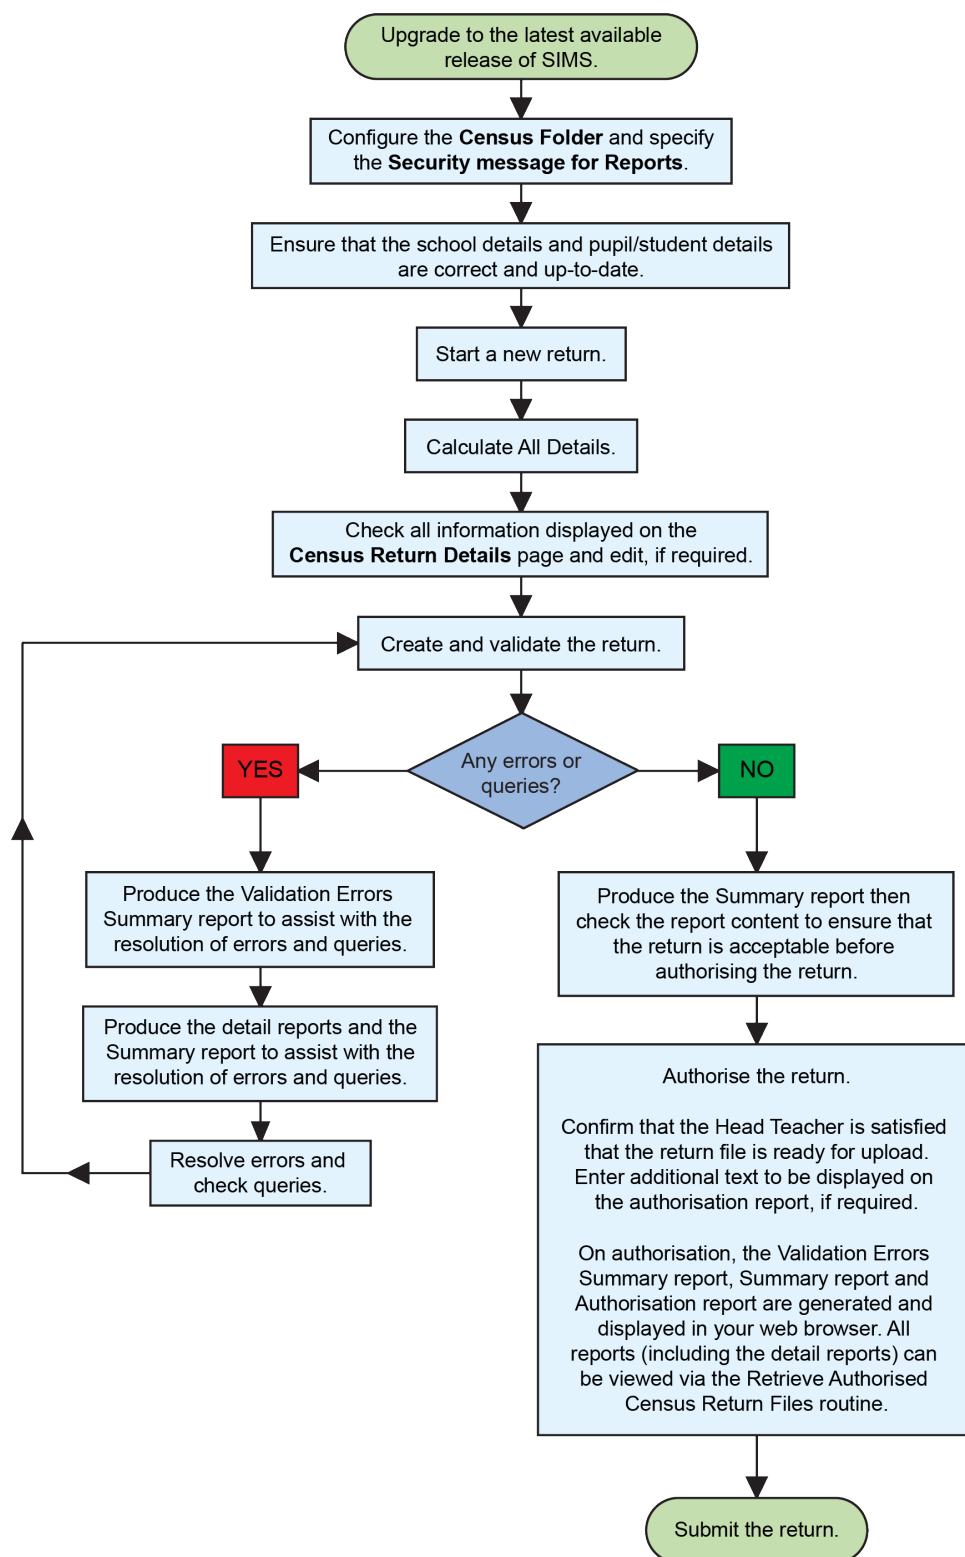 Upgrade to the latest available
release of SIMS.
Configure the Census Folder and specify
the Security message for Reports.
Ensure that the school details and pupil/student details
are correct and up-to-date.
Start a new return.
Calculate All Details.
Check all information displayed on the
Census Return Details page and edit, if required.
Create and validate the return.
Any errors or
queries?
YES
NO
Produce the Validation Errors
Summary report to assist with the
resolution of errors and queries.
Produce the detail reports and the
Summary report to assist with the
resolution of errors and queries.
Resolve errors and
check queries.
Produce the Summary report then
check the report content to ensure that
the return is acceptable before
authorising the return.
Authorise the return.
Confirm that the Head Teacher is satisfied
that the return file is ready for upload.
Enter additional text to be displayed on
the authorisation report, if required.
On authorisation, the Validation Errors
Summary report, Summary report and
Authorisation report are generated and
displayed in your web browser. All
reports (including the detail reports) can
be viewed via the Retrieve Authorised
Census Return Files routine.
Submit the return.